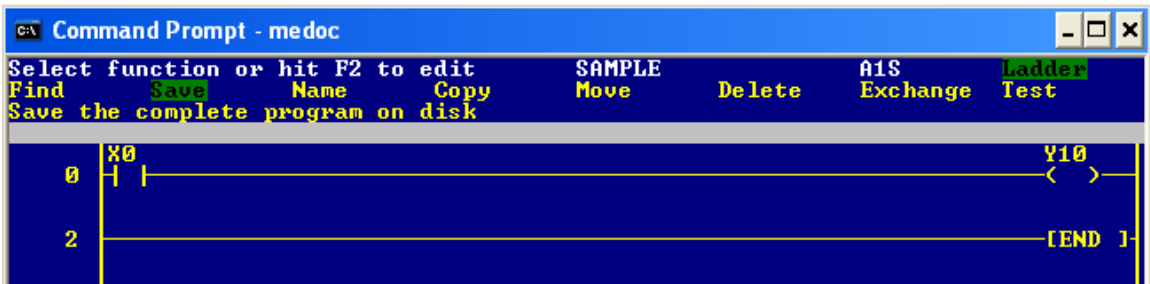 Command Prompt - medoc
Select function or hit F2 to edit SAMPLE A1S Ladder
Find Save Name Copy Move Delete Exchange Test
Save the complete program on disk
X0 Y10
0 ( )
2 [END ]